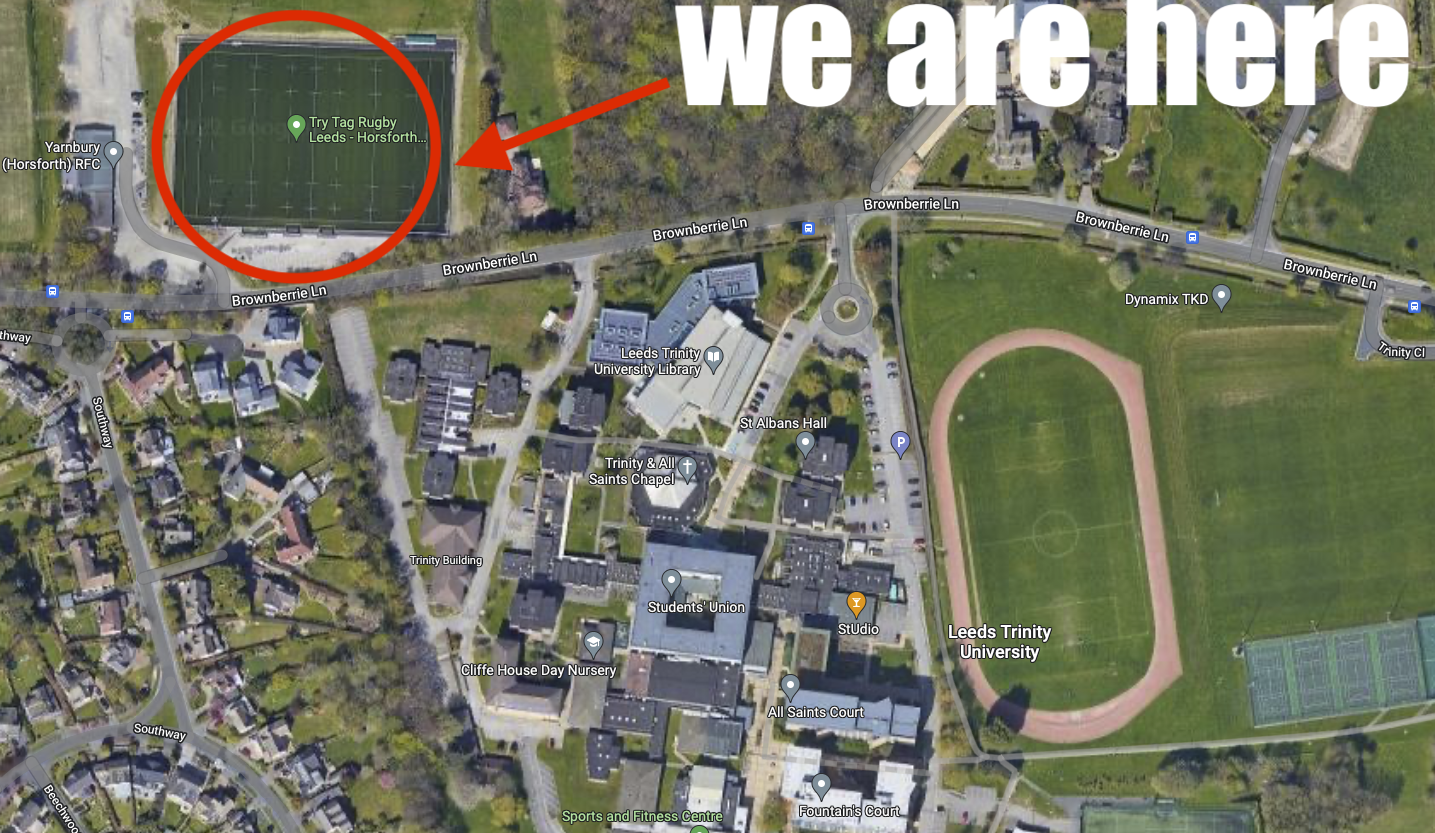 we are here
Try Tag Rugby
Leeds - Horsforth...
Yarnbury
(Horsforth) RFC
Brownberrie Ln
Brownberrie Ln
Brownberrie Ln
Brownberrie Ln
Brownberrie Ln
Brownberrie Ln
Dynamix TKD
Trinity Cl
thway
Leeds Trinity
University Library
Southway
St Albans Hall
P
Trinity & All
Saints Chapel
Trinity Building
Students' Union
StUdio
Leeds Trinity
University
Cliffe House Day Nursery
All Saints Court
Southway
Beechwoo
Fountain's Court
Sports and Fitness Centre